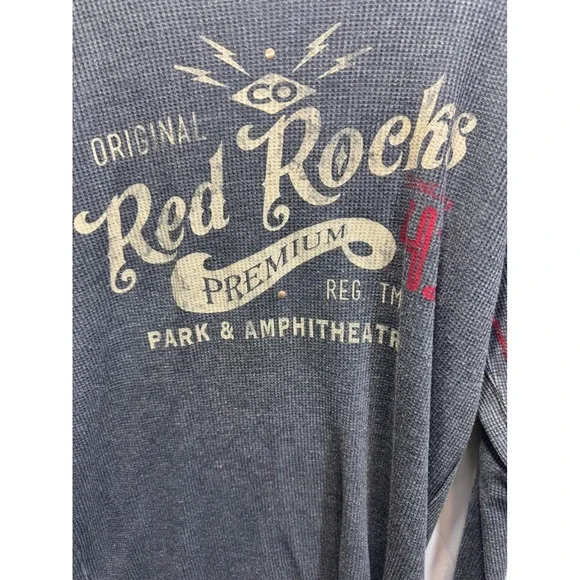 CO
ORIGINAL
Red Rocks
PREMIUM
REG. TM
PARK & AMPHITHEATR